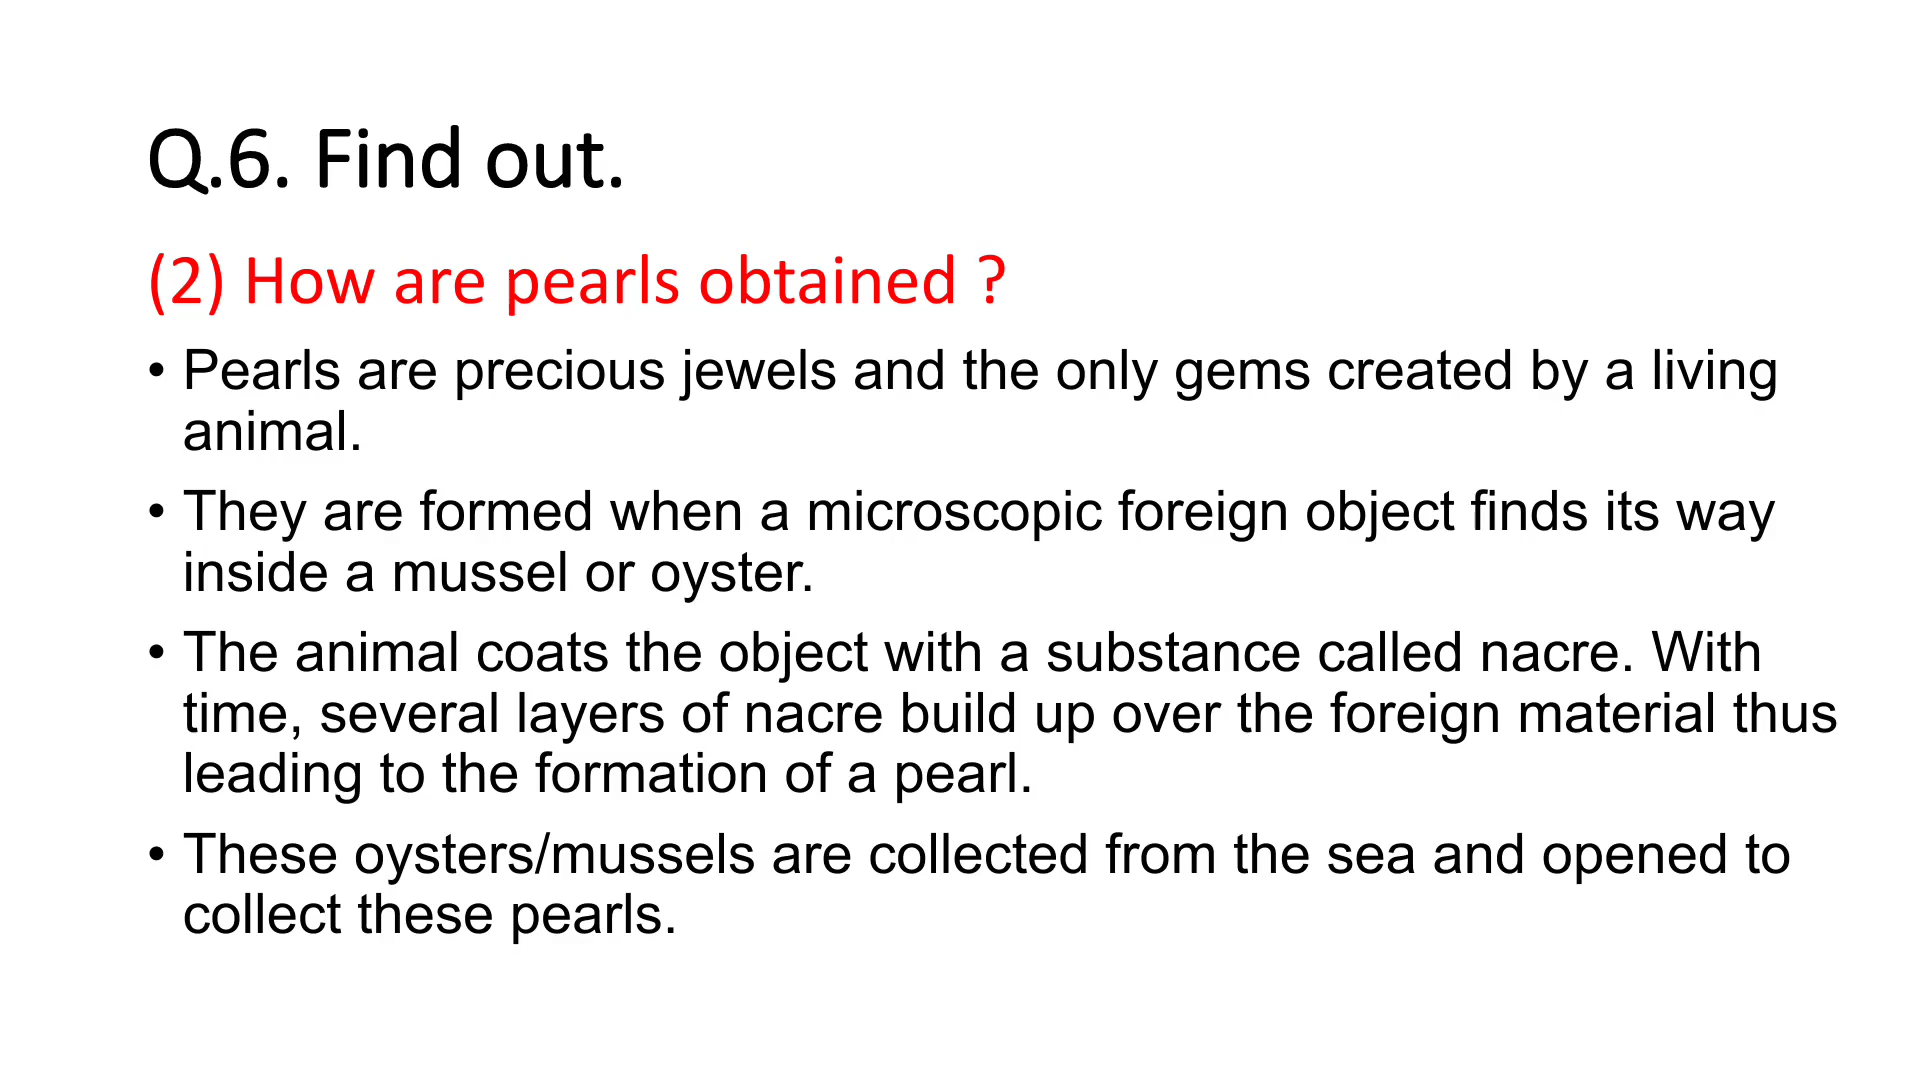 Q.6. Find out.
(2) How are pearls obtained ?
• Pearls are precious jewels and the only gems created by a living
animal.
• They are formed when a microscopic foreign object finds its way
inside a mussel or oyster.
• The animal coats the object with a substance called nacre. With
time, several layers of nacre build up over the foreign material thus
leading to the formation of a pearl.
• These oysters/mussels are collected from the sea and opened to
collect these pearls.